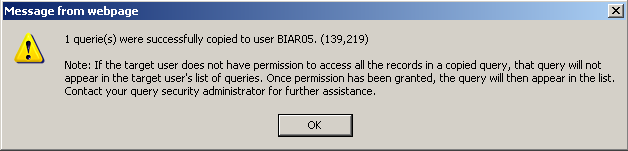 Message from webpage
1 querie(s) were successfully copied to user BIAR05. (139,219)
Note: If the target user does not have permission to access all the records in a copied query, that query will not
appear in the target user's list of queries. Once permission has been granted, the query will then appear in the list.
Contact your query security administrator for further assistance.
OK